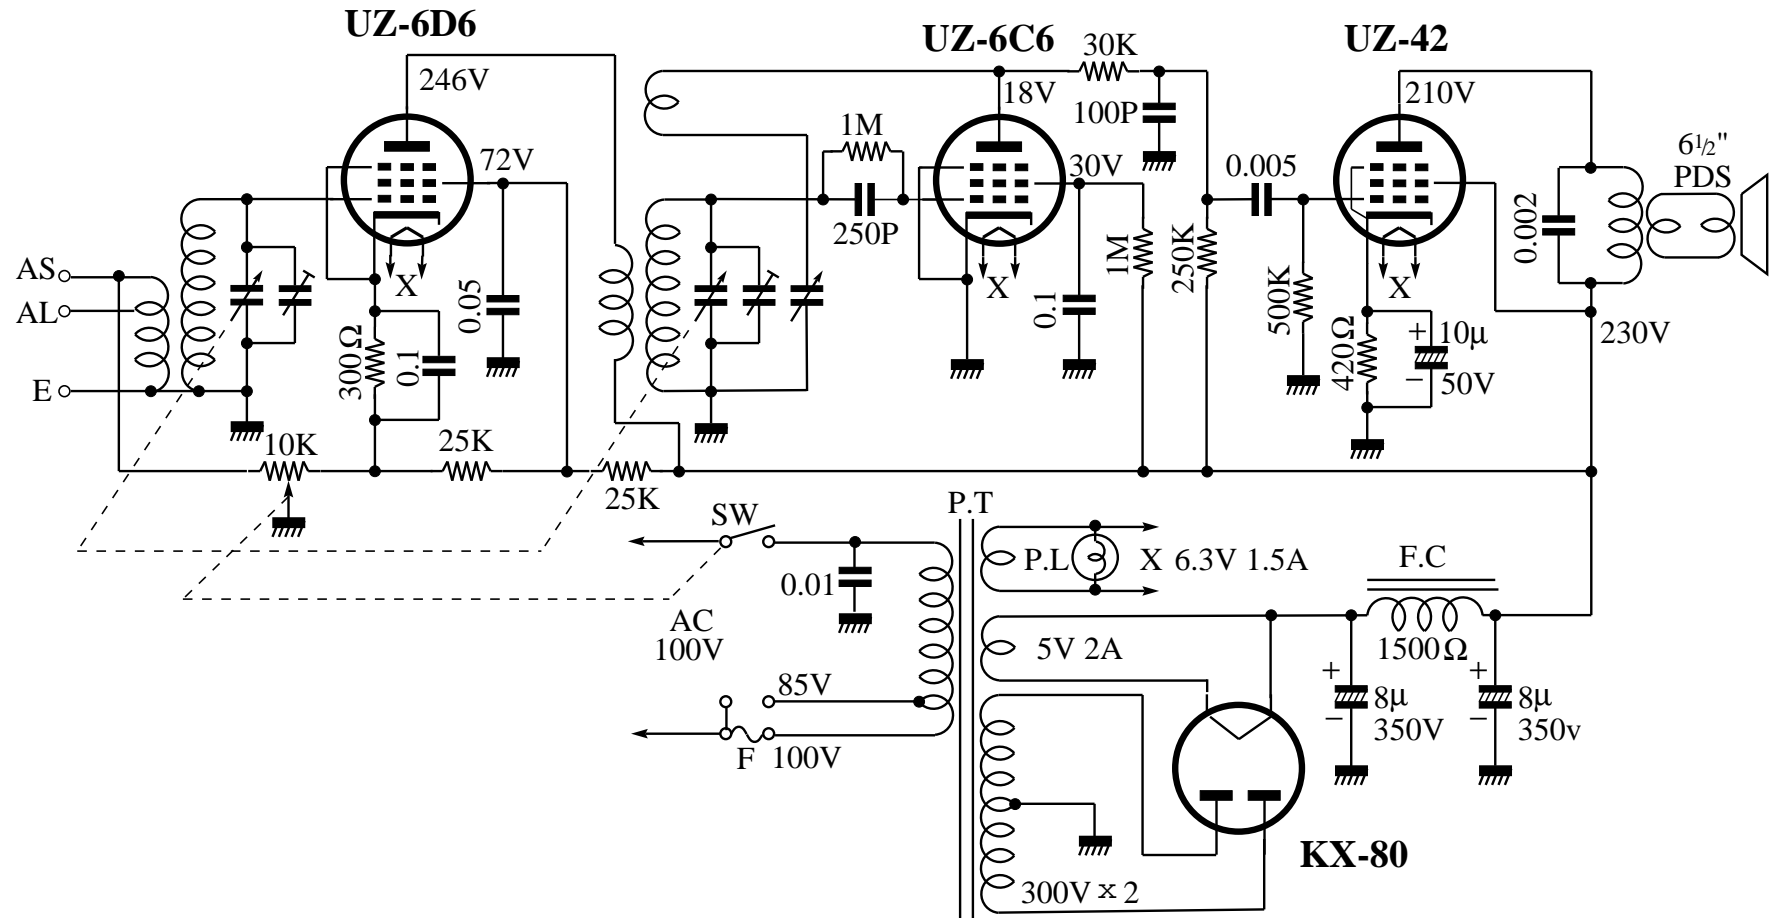 UZ-6D6
UZ-6C6
UZ-42
246V
72V
30K
18V
100P
210V
6 1/2"
PDS
1M
30V
0.005
250P
0.002
AS
AL
E
X
0.05
300Ω
0.1
X
1M
0.1
250K
500K
X
420Ω
+ 10μ
− 50V
230V
10K
25K
25K
P.T
SW
0.01
P.L
X 6.3V 1.5A
F.C
AC
100V
5V 2A
1500Ω
85V
F 100V
+ 8μ
− 350V
+ 8μ
− 350v
KX-80
300V x 2